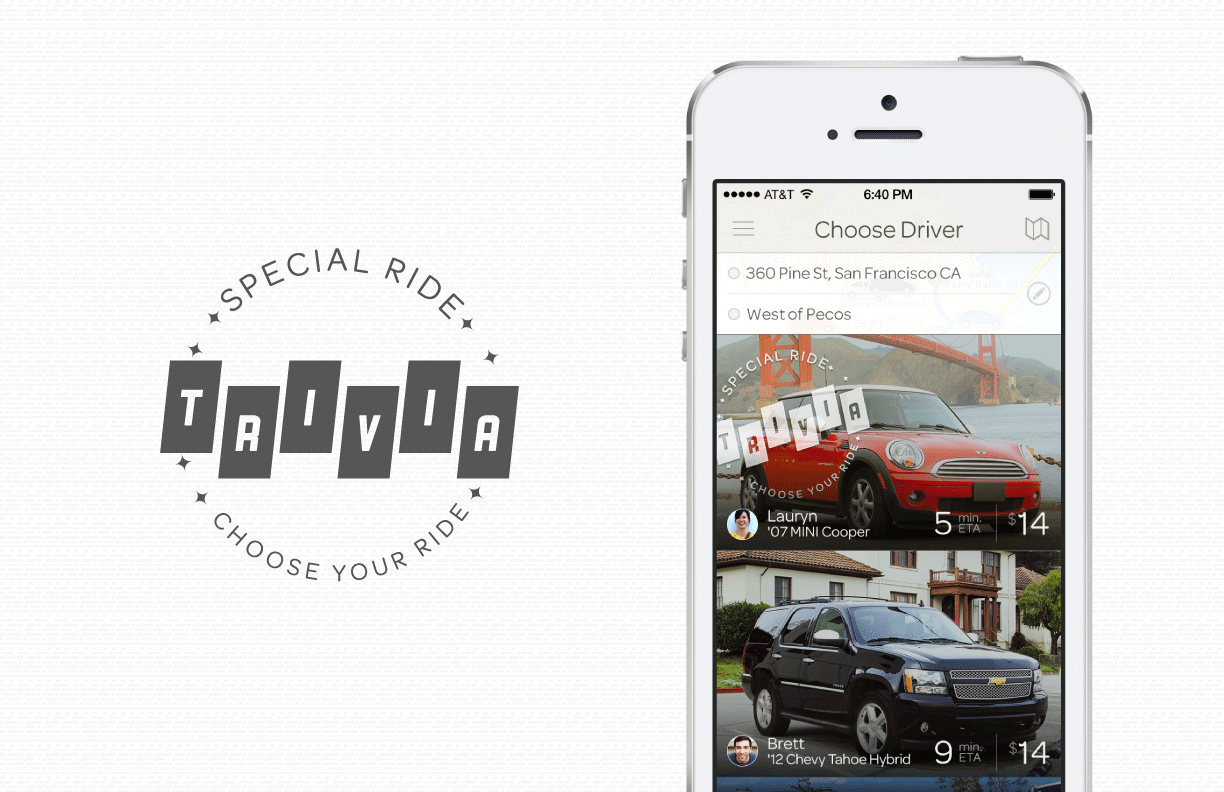 SPECIAL RIDE
TRIVIA
CHOOSE YOUR RIDE
AT&T
6:40 PM
Choose Driver
360 Pine St, San Francisco CA
Ferry Building
West of Pecos
SPECIAL RIDE
TRIVIA
CHOOSE YOUR RIDE
Lauryn
'07 MINI Cooper
5 min. ETA
$14
Brett
'12 Chevy Tahoe Hybrid
9 min. ETA
$14